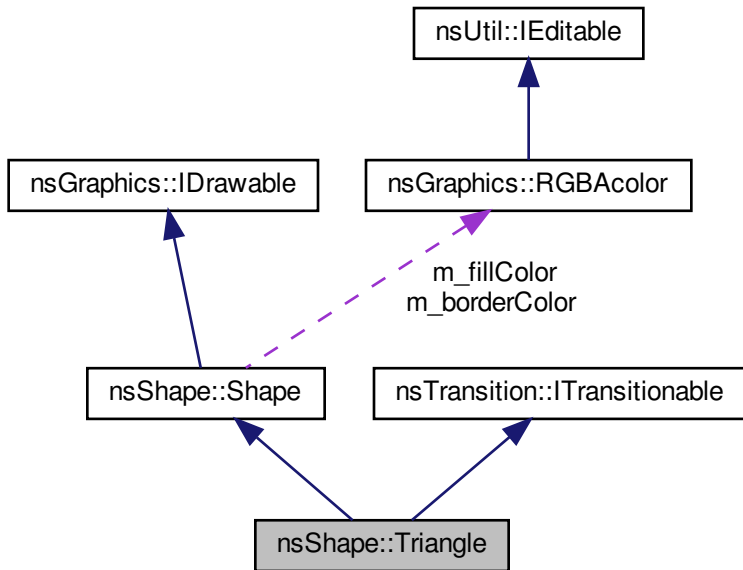 nsUtil::IEditable
nsGraphics::IDrawable
nsGraphics::RGBAcolor
m_fillColor
m_borderColor
nsShape::Shape
nsTransition::ITransitionable
nsShape::Triangle